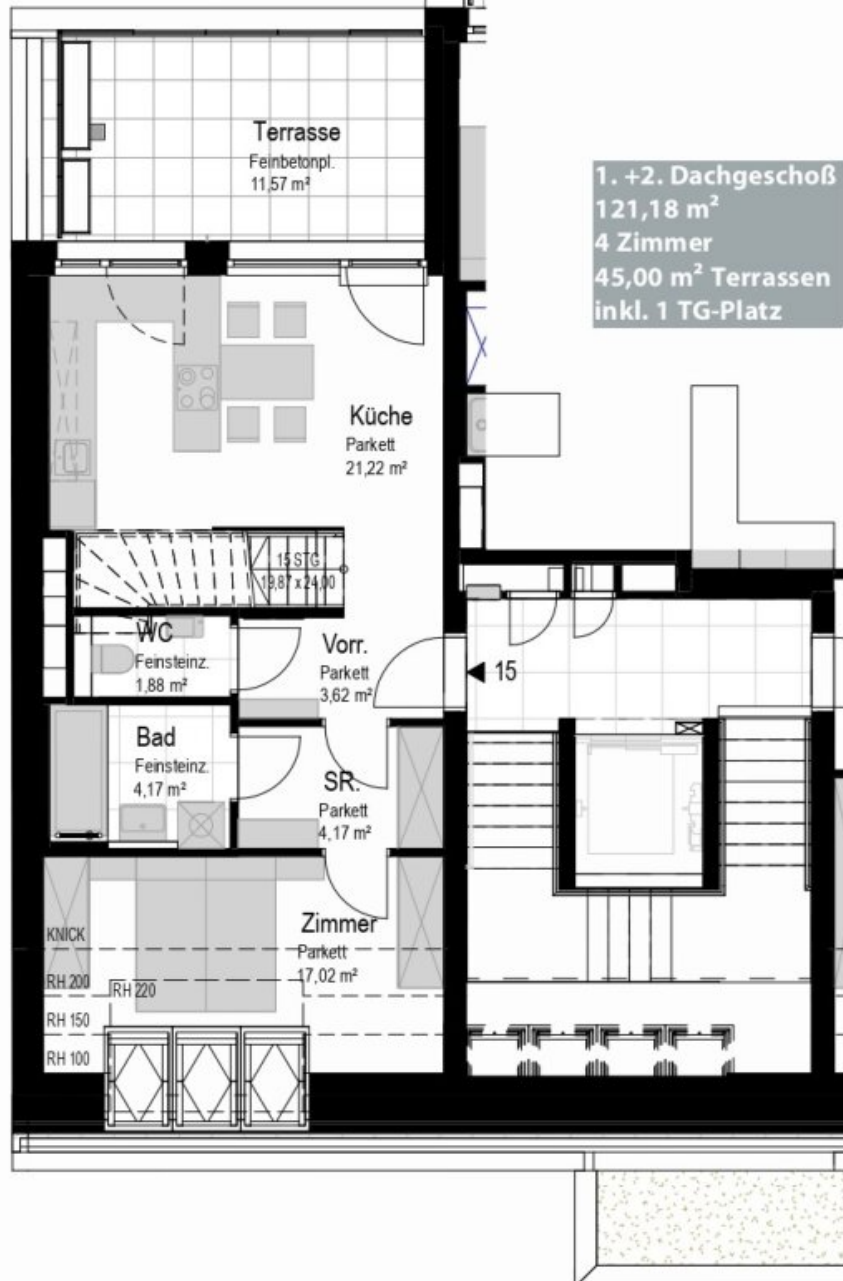 Terrasse
Feinbetonpl.
11,57 m²
1. +2. Dachgeschoß
121,18 m²
4 Zimmer
45,00 m² Terrassen
inkl. 1 TG-Platz
Küche
Parkett
21,22 m²
15 STG
19,87 x 24,00
WC
Feinsteinz.
1,88 m²
Vorr.
Parkett
3,62 m²
15
Bad
Feinsteinz.
4,17 m²
SR.
Parkett
4,17 m²
Zimmer
Parkett
17,02 m²
KNICK
RH 200
RH 220
RH 150
RH 100